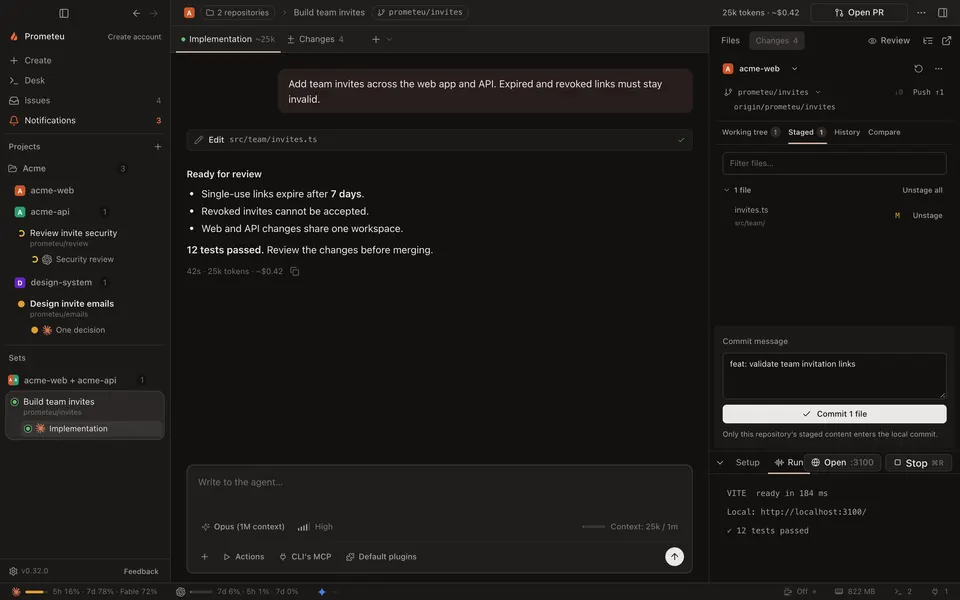 A 2 repositories › Build team invites prometeu/invites
25k tokens · ~$0.42 Open PR
Prometeu Create account
Create
Desk
Issues 4
Notifications 3
Projects
Acme 3
A acme-web
A acme-api 1
Review invite security
prometeu/review
Security review
D design-system 1
Design invite emails
prometeu/emails
One decision
Sets
acme-web + acme-api 1
Build team invites
prometeu/invites
Implementation
v0.32.0 Feedback
Implementation ~25k Changes 4
Add team invites across the web app and API. Expired and revoked links must stay
invalid.
Edit src/team/invites.ts
Ready for review
• Single-use links expire after 7 days.
• Revoked invites cannot be accepted.
• Web and API changes share one workspace.
12 tests passed. Review the changes before merging.
42s · 25k tokens · ~$0.42
Write to the agent…
Opus (1M context) High Context: 25k / 1m
Actions CLI's MCP Default plugins
Files Changes 4 Review
A acme-web
prometeu/invites ↓0 Push ↑1
origin/prometeu/invites
Working tree 1 Staged 1 History Compare
Filter files…
1 file Unstage all
invites.ts M Unstage
src/team/
Commit message
feat: validate team invitation links
✓ Commit 1 file
Only this repository's staged content enters the local commit.
Setup Run Open :3100 Stop ⌘R
VITE ready in 184 ms
Local: http://localhost:3100/
✓ 12 tests passed
5h 16% · 7d 78% · Fable 72% 7d 6% · 5h 1% · 7d 0% Off 822 MB 2 1